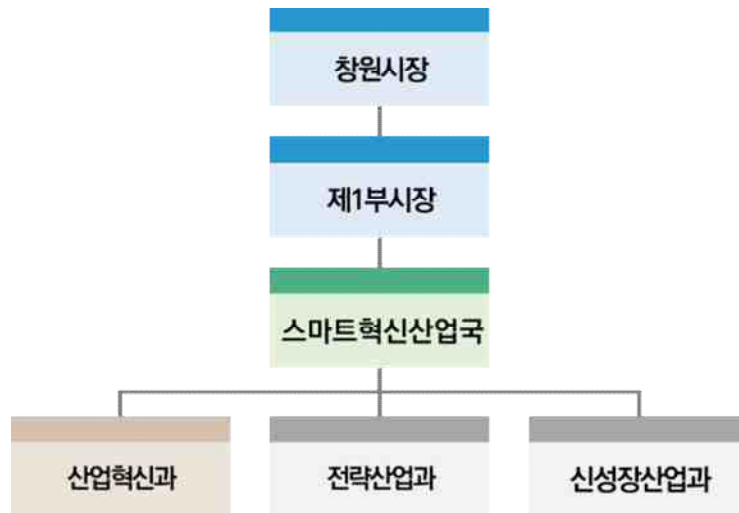 창원시장
제1부시장
스마트혁신산업국
산업혁신과
전략산업과
신성장산업과